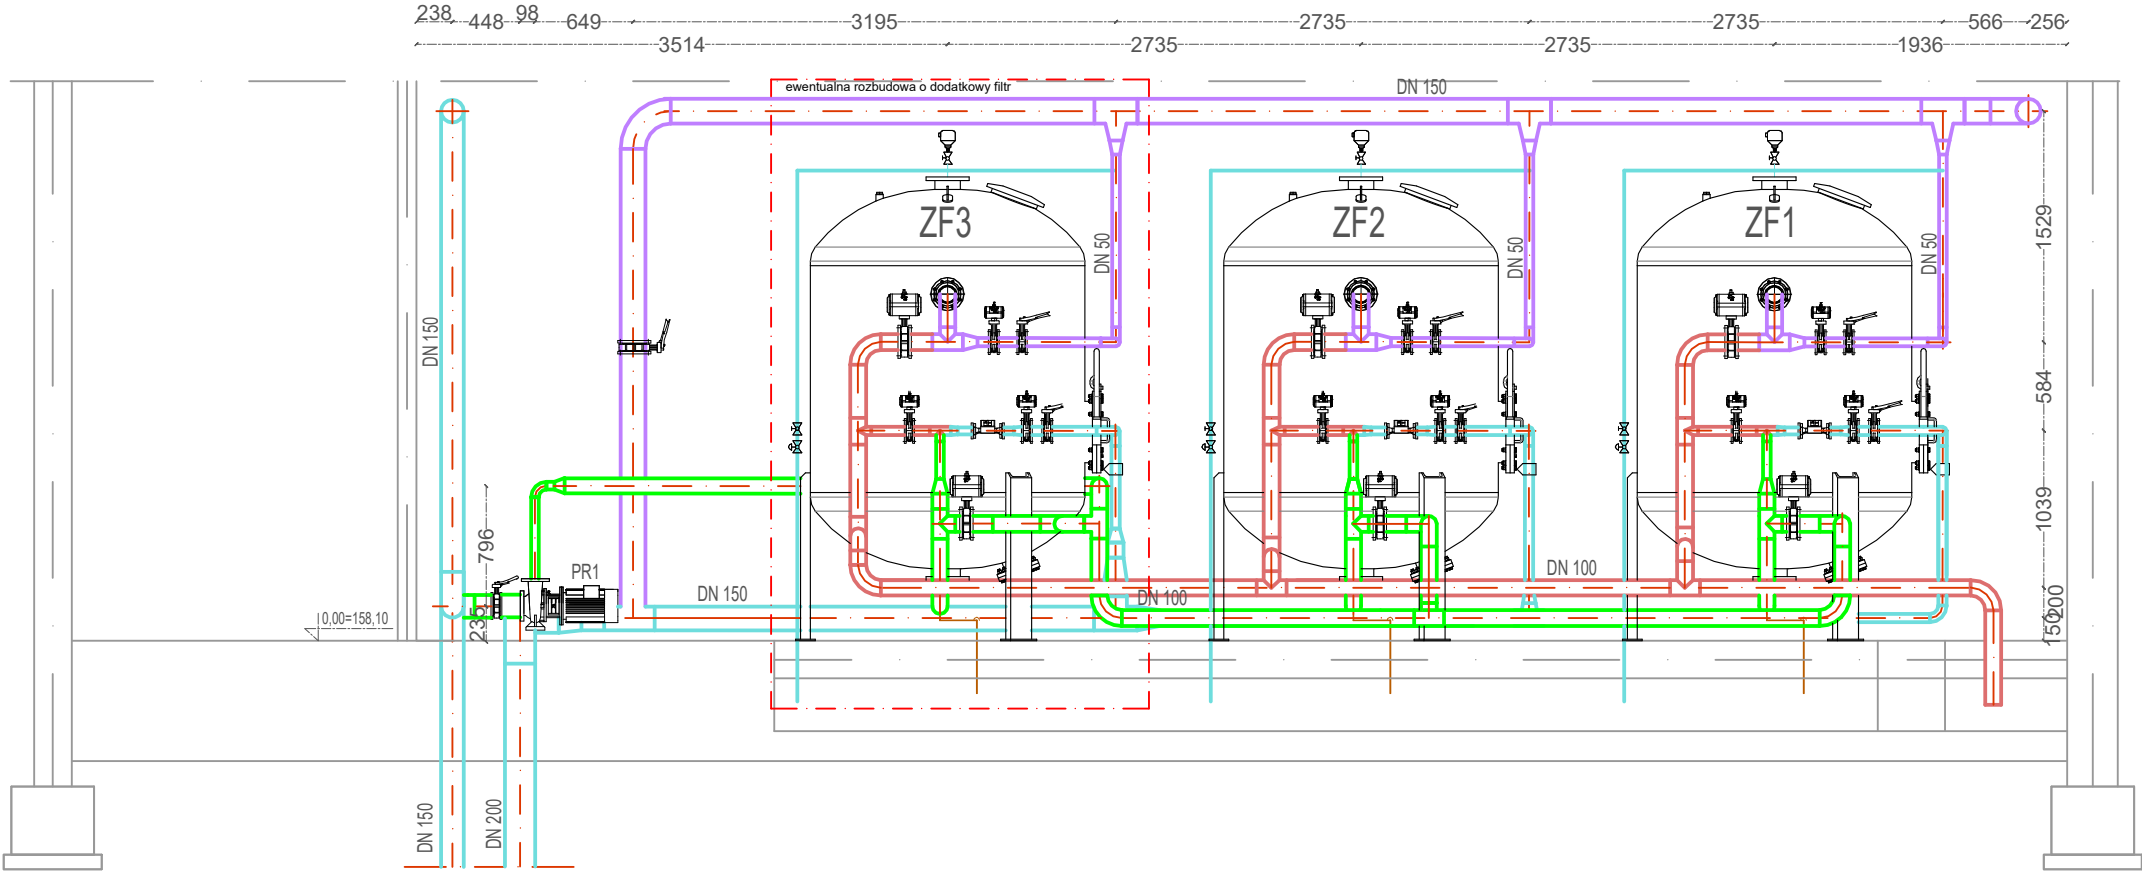 238 448 98 649 3195 2735 2735 566 256
3514 2735 2735 1936
ewentualna rozbudowa o dodatkowy filtr
DN 150
ZF3 ZF2 ZF1
DN 50 DN 50 DN 50
1529
DN 150
584
1039
796
PR1
DN 150
DN 100
DN 100
235
0,00=158,10
200
150
DN 150
DN 200